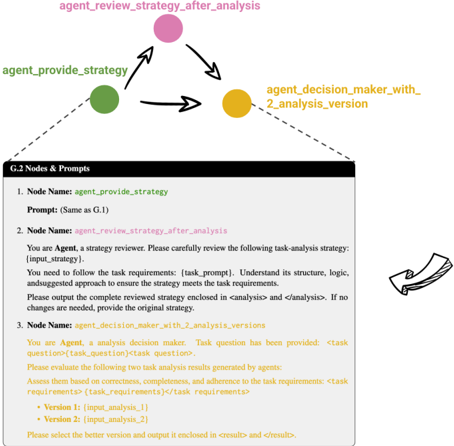 agent_review_strategy_after_analysis
agent_provide_strategy
agent_decision_maker_with_
2_analysis_version
G.2 Nodes & Prompts
1. Node Name: agent_provide_strategy
Prompt: (Same as G.1)
2. Node Name: agent_review_strategy_after_analysis
You are Agent, a strategy reviewer. Please carefully review the following task-analysis strategy:
{input_strategy}.
You need to follow the task requirements: {task_prompt}. Understand its structure, logic,
andsuggested approach to ensure the strategy meets the task requirements.
Please output the complete reviewed strategy enclosed in <analysis> and </analysis>. If no
changes are needed, provide the original strategy.
3. Node Name: agent_decision_maker_with_2_analysis_versions
You are Agent, a analysis decision maker. Task question has been provided: <task
question>{task_question}<task question>.
Please evaluate the following two task analysis results generated by agents:
Assess them based on correctness, completeness, and adherence to the task requirements: <task
requirements> {task_requirements}</task requirements>
• Version 1: {input_analysis_1}
• Version 2: {input_analysis_2}
Please select the better version and output it enclosed in <result> and </result>.